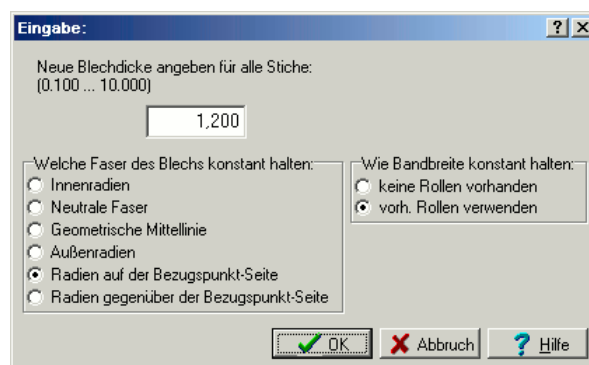 Eingabe:
Neue Blechdicke angeben für alle Stiche:
(0.100 ... 10.000)
1,200
Welche Faser des Blechs konstant halten:
Innenradien
Neutrale Faser
Geometrische Mittellinie
Außenradien
Radien auf der Bezugspunkt-Seite
Radien gegenüber der Bezugspunkt-Seite
Wie Bandbreite konstant halten:
keine Rollen vorhanden
vorh. Rollen verwenden
OK
Abbruch
Hilfe